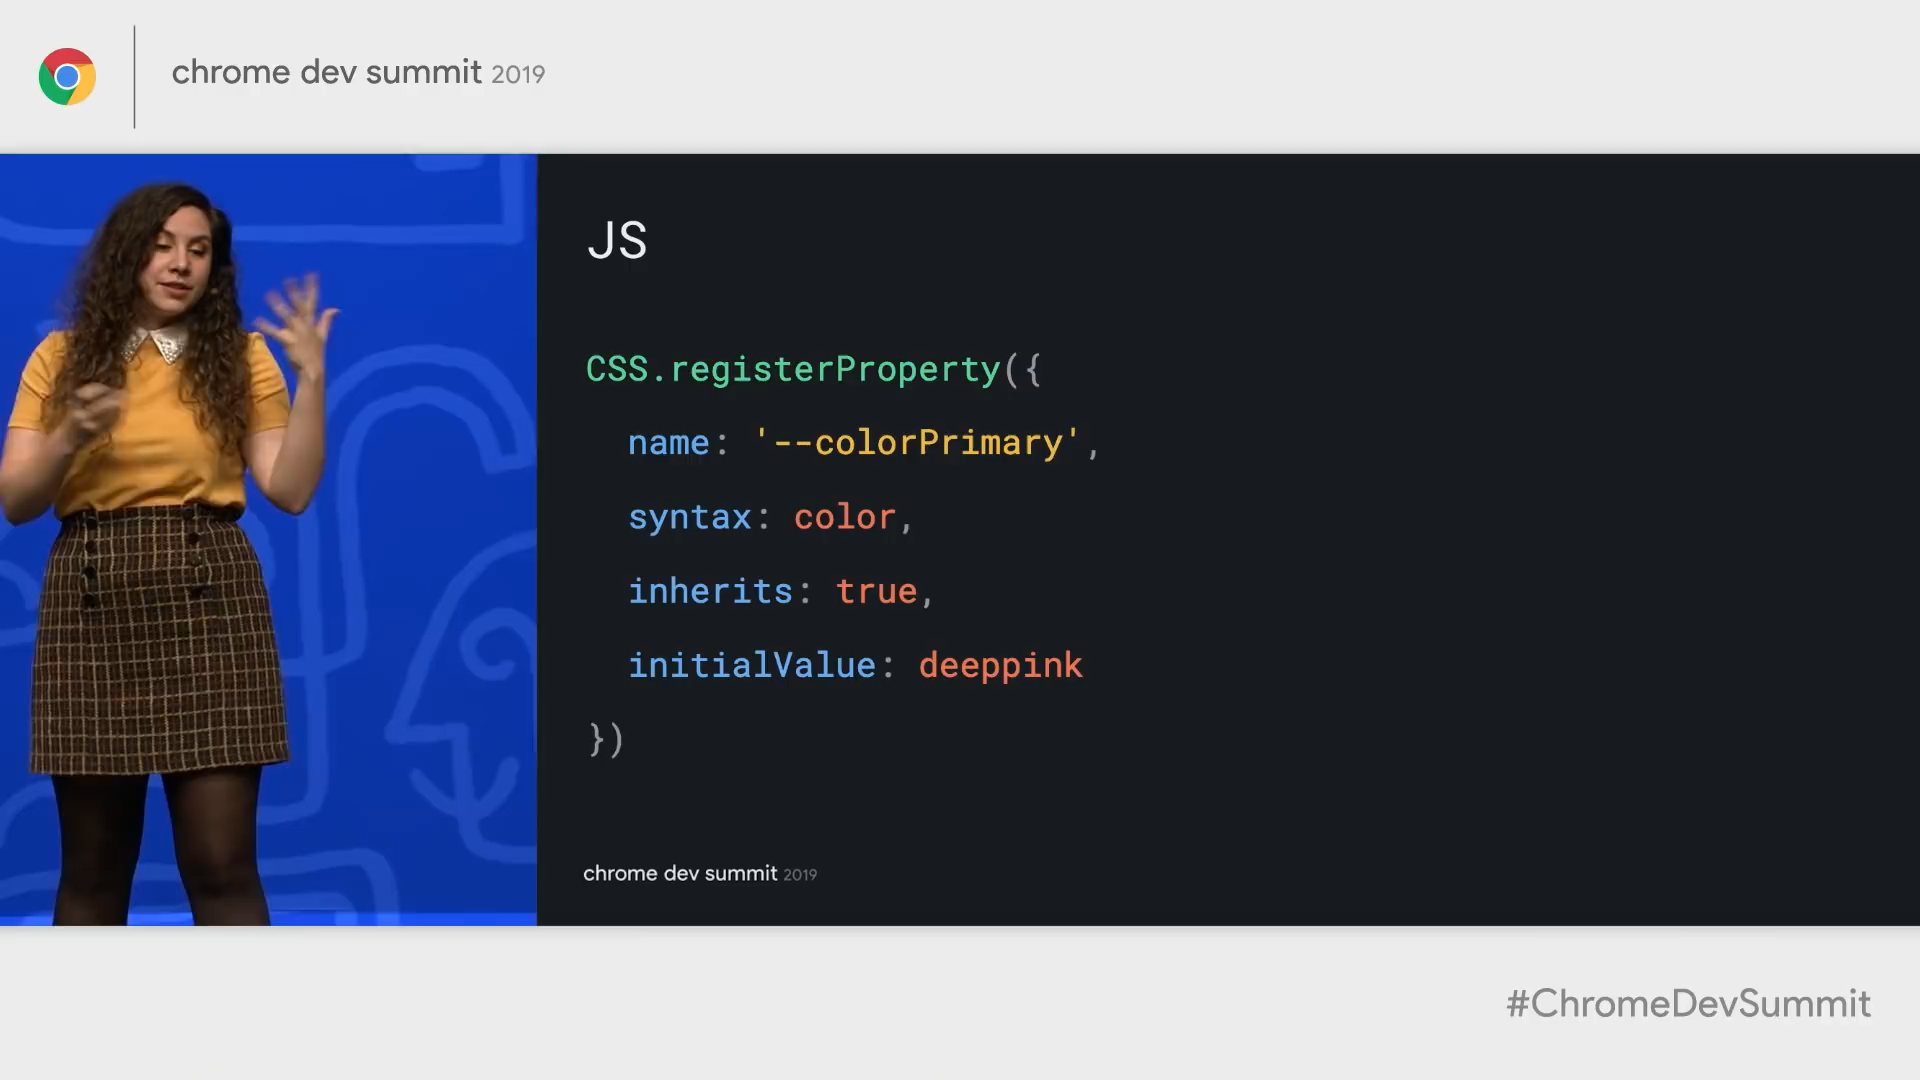 chrome dev summit 2019
JS
CSS.registerProperty({
name: '--colorPrimary',
syntax: color,
inherits: true,
initialValue: deeppink
})
chrome dev summit 2019
#ChromeDevSummit